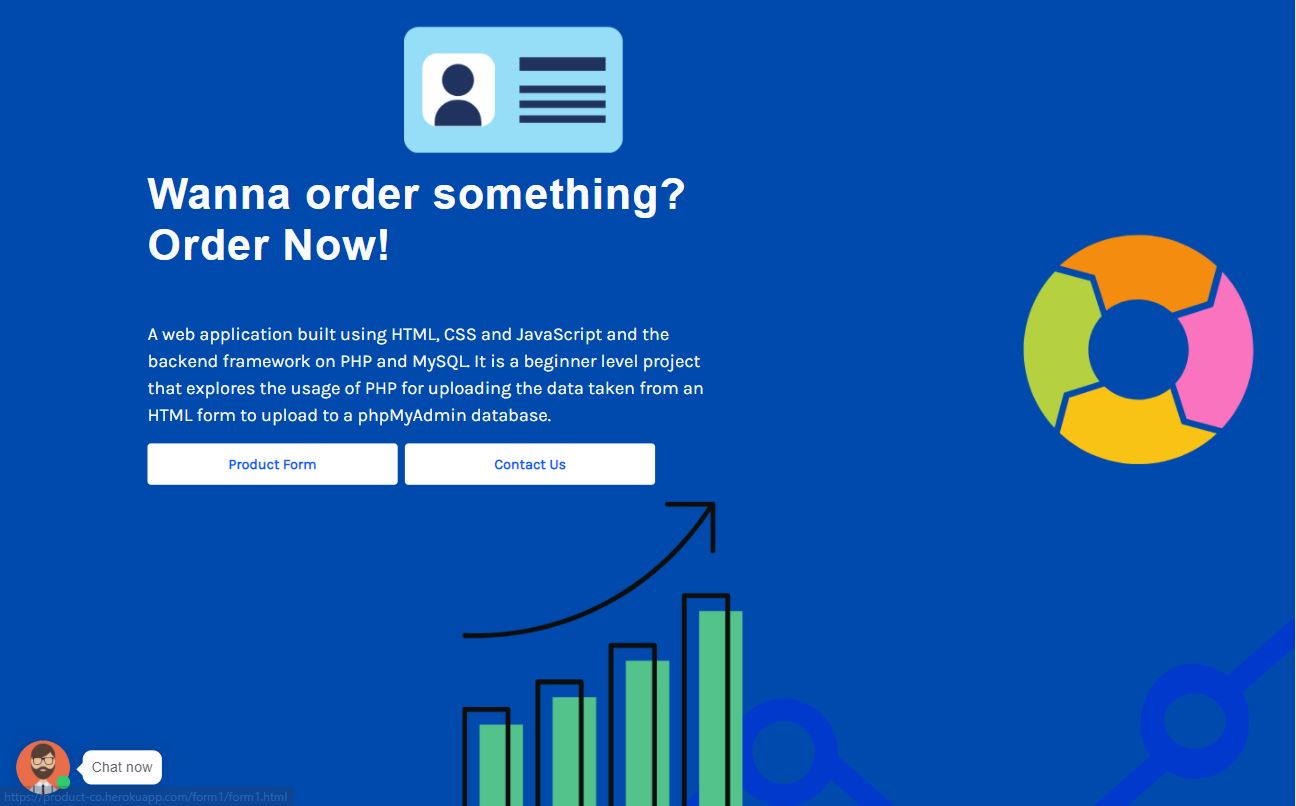 Wanna order something?
Order Now!
A web application built using HTML, CSS and JavaScript and the
backend framework on PHP and MySQL. It is a beginner level project
that explores the usage of PHP for uploading the data taken from an
HTML form to upload to a phpMyAdmin database.
Product Form
Contact Us
Chat now
https://product-co.herokuapp.com/form1/form1.html